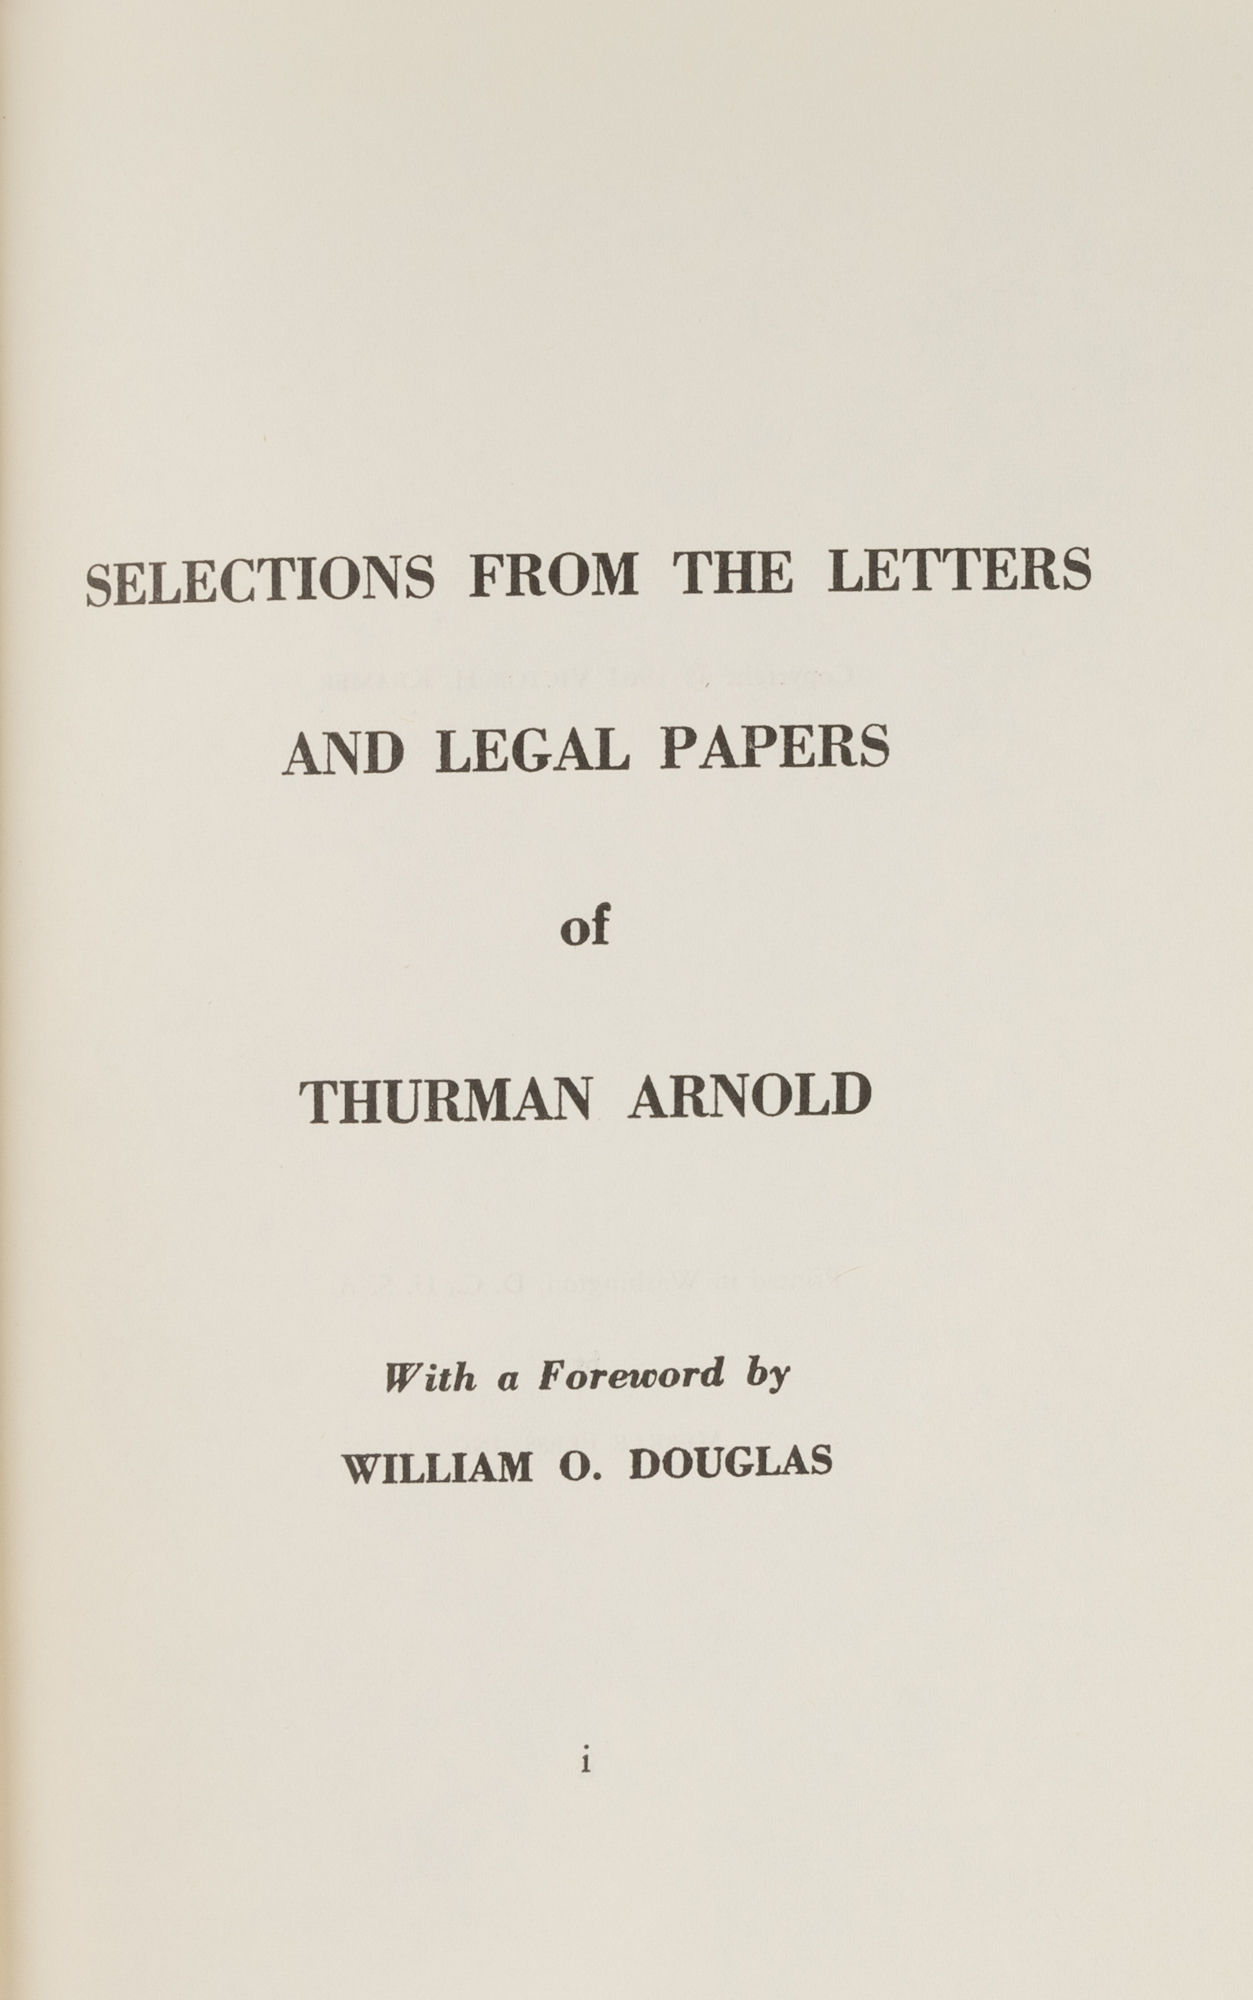 SELECTIONS FROM THE LETTERS
AND LEGAL PAPERS
of
THURMAN ARNOLD
With a Foreword by
WILLIAM O. DOUGLAS
i